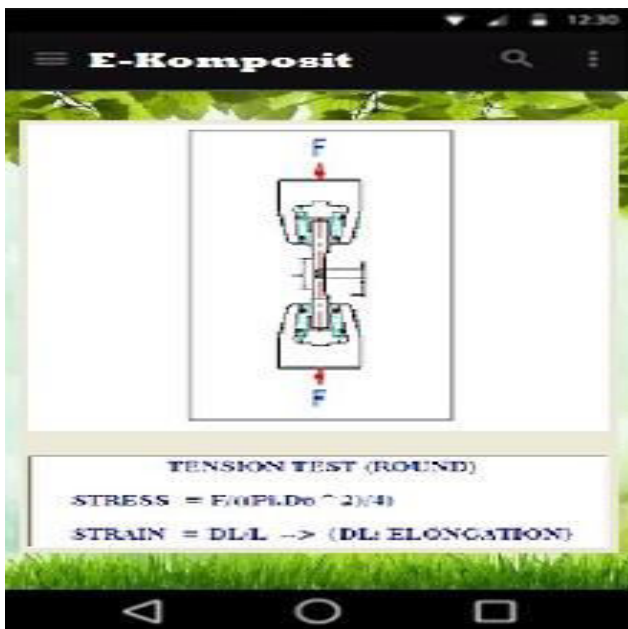 12:30
E-Komposit
F
F
TENSION TEST (ROUND)
STRESS = F/((Pi.Do^2)/4)
STRAIN = DL/L --> (DL: ELONGATION)